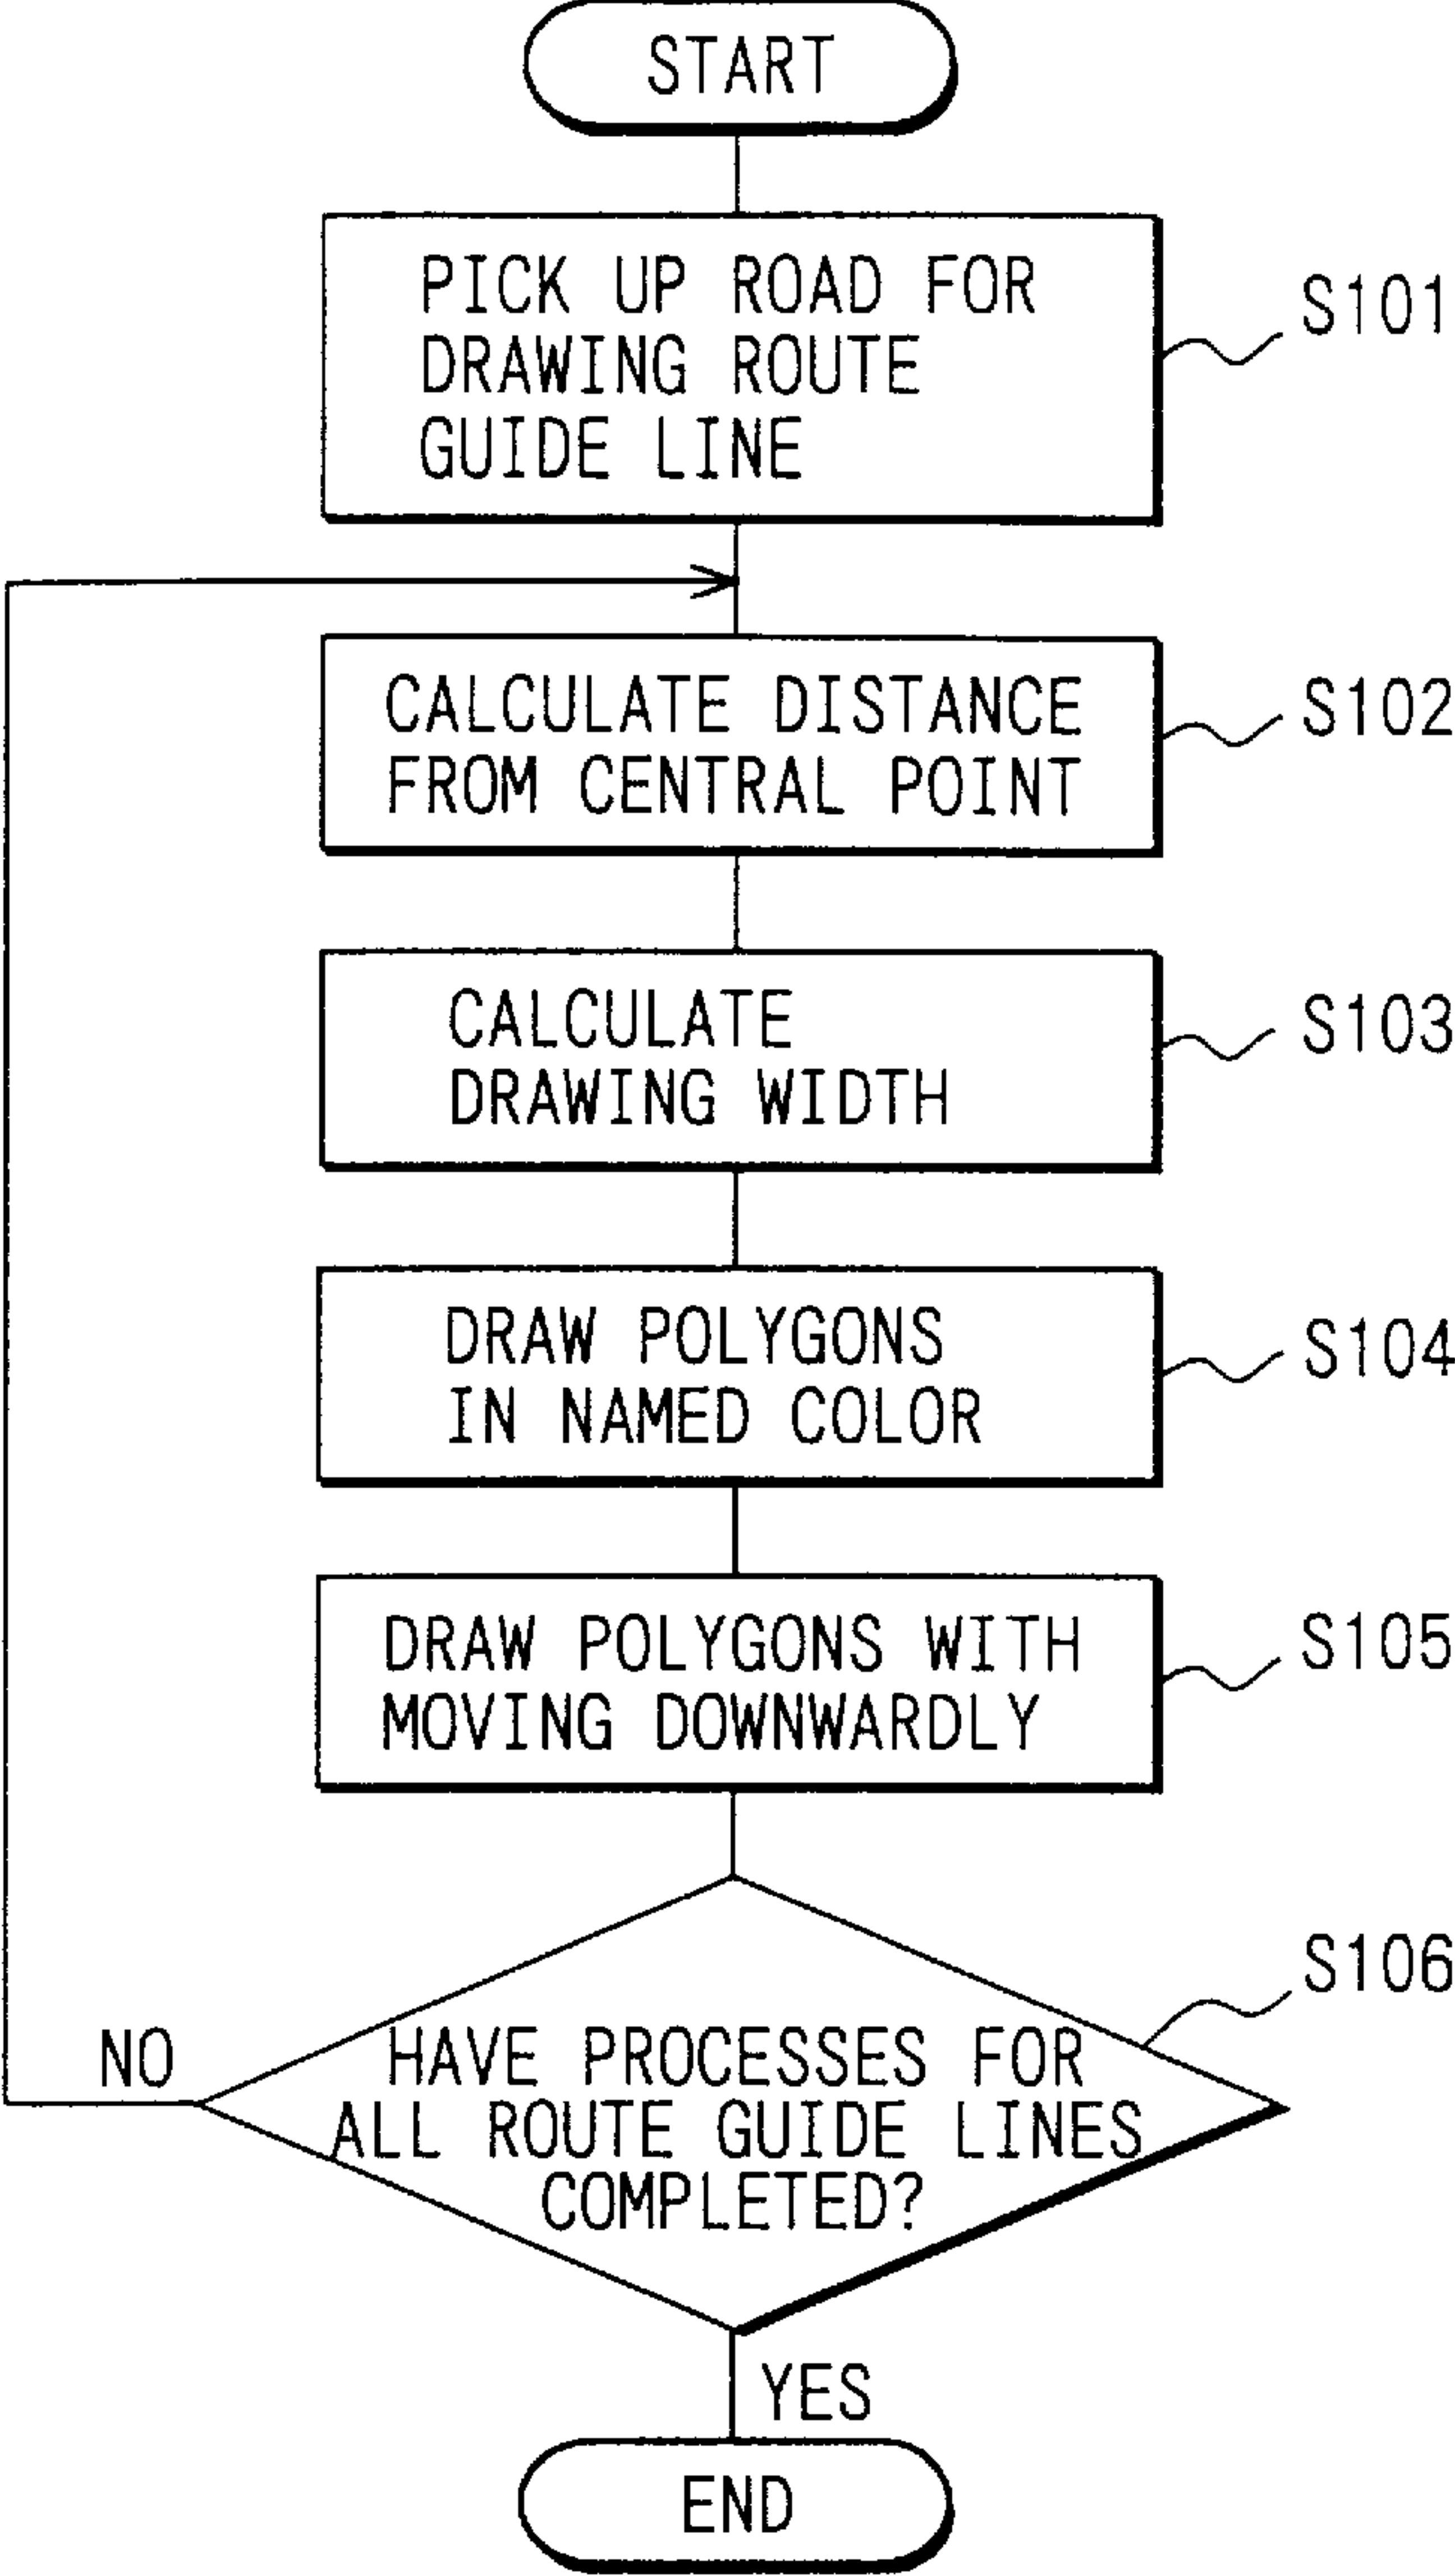 START
PICK UP ROAD FOR
DRAWING ROUTE
GUIDE LINE
S101
CALCULATE DISTANCE
FROM CENTRAL POINT
S102
CALCULATE
DRAWING WIDTH
S103
DRAW POLYGONS
IN NAMED COLOR
S104
DRAW POLYGONS WITH
MOVING DOWNWARDLY
S105
S106
NO
HAVE PROCESSES FOR
ALL ROUTE GUIDE LINES
COMPLETED?
YES
END